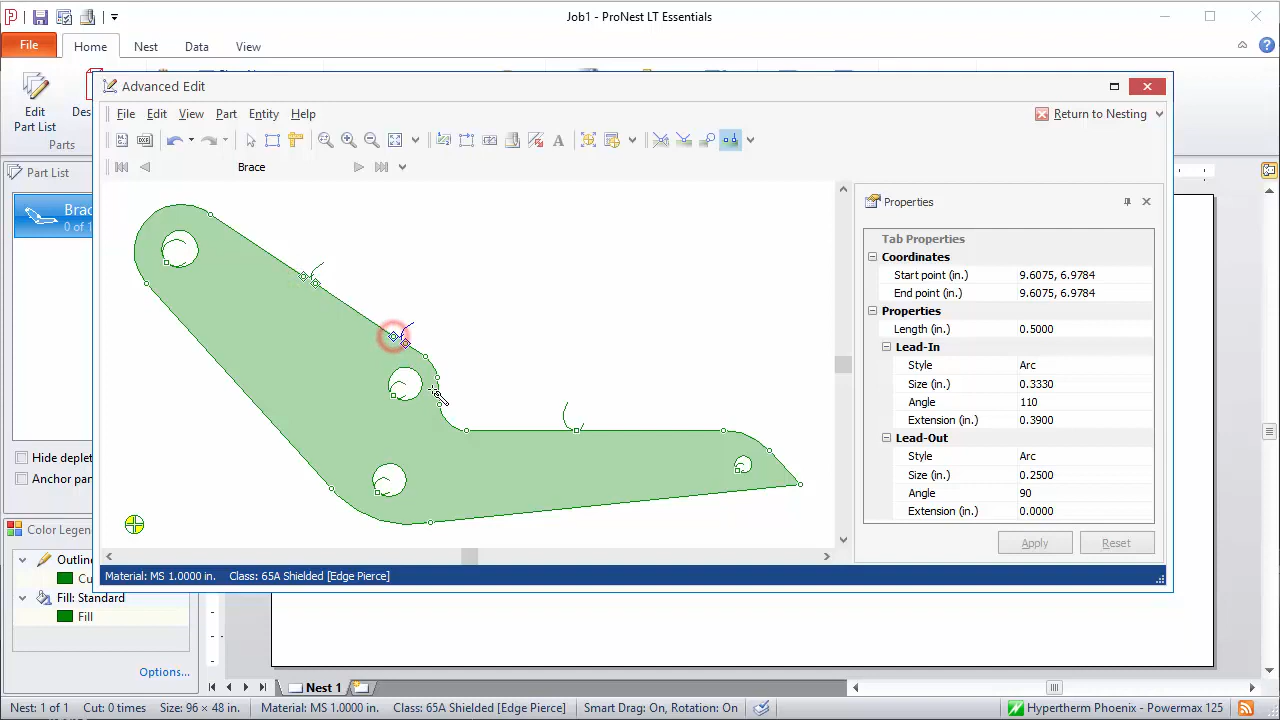 Job1 - ProNest LT Essentials
File Home Nest Data View
Advanced Edit
Edit
Part List
Parts
File Edit View Part Entity Help
Return to Nesting
Brace
Part List
0 of 1
Properties
Tab Properties
Coordinates
Start point (in.) 9.6075, 6.9784
End point (in.) 9.6075, 6.9784
Properties
Length (in.) 0.5000
Lead-In
Style Arc
Size (in.) 0.3330
Angle 110
Extension (in.) 0.3900
Lead-Out
Style Arc
Size (in.) 0.2500
Angle 90
Extension (in.) 0.0000
Apply Reset
Material: MS 1.0000 in. Class: 65A Shielded [Edge Pierce]
Color Legend
Fill: Standard
Fill
Options...
Nest 1
Nest: 1 of 1 Cut: 0 times Size: 96 × 48 in. Material: MS 1.0000 in. Class: 65A Shielded [Edge Pierce] Smart Drag: On, Rotation: On Hypertherm Phoenix - Powermax 125